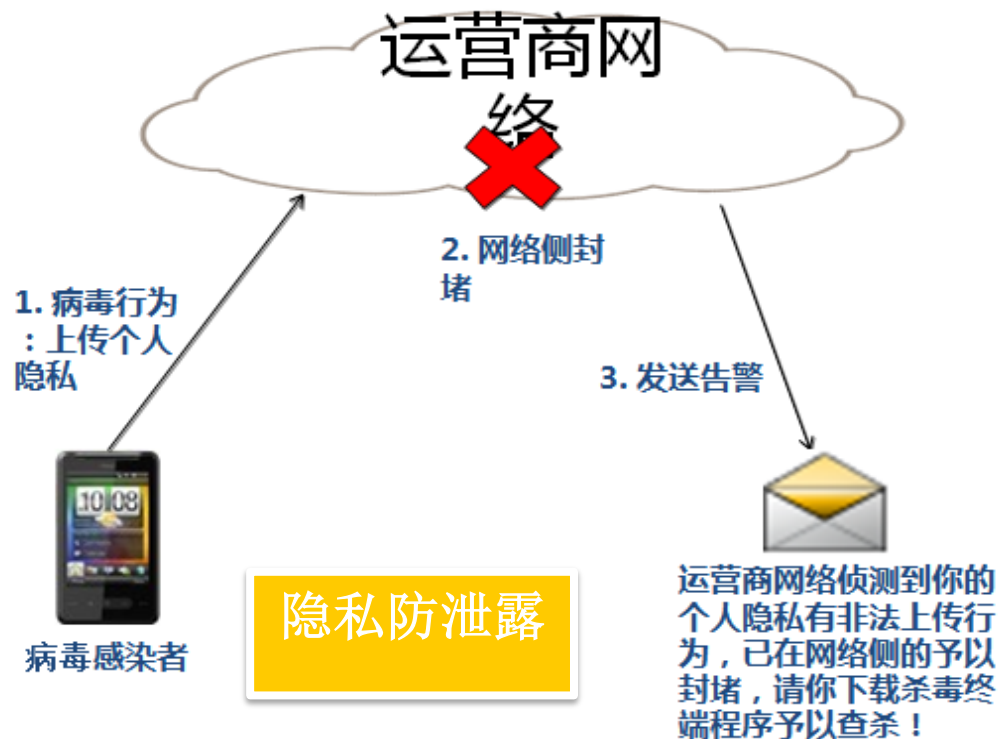 运营商网
络
2. 网络侧封
堵
1. 病毒行为
：上传个人
隐私
3. 发送告警
10 08
病毒感染者
隐私防泄露
运营商网络侦测到你的
个人隐私有非法上传行
为，已在网络侧的予以
封堵，请你下载杀毒终
端程序予以查杀！